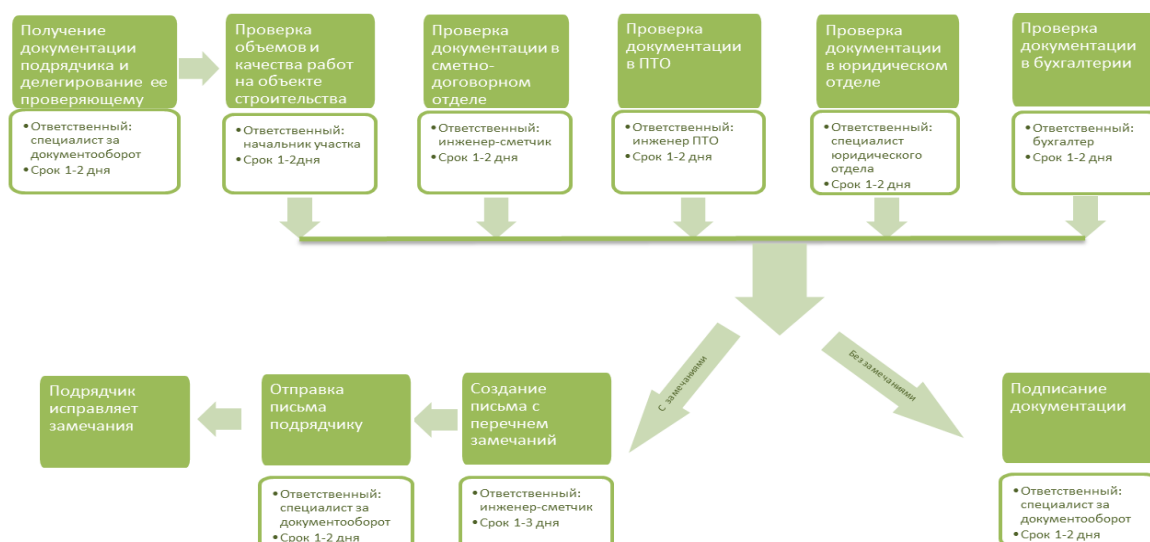 Получение
документации
подрядчика и
делегирование ее
проверяющему
• Ответственный:
специалист за
документооборот
• Срок 1-2 дня
Проверка
объемов и
качества работ
на объекте
строительства
• Ответственный:
начальник участка
• Срок 1-2дня
Проверка
документации в
сметно-
договорном
отделе
• Ответственный:
инженер-сметчик
• Срок 1-2 дня
Проверка
документации
в ПТО
• Ответственный:
инженер ПТО
• Срок 1-2 дня
Проверка
документации
в юридическом
отделе
• Ответственный:
специалист
юридического
отдела
• Срок 1-2 дня
Проверка
документации
в бухгалтерии
• Ответственный:
бухгалтер
• Срок 1-2 дня
С замечаниями
Без замечаниями
Подрядчик
исправляет
замечания
Отправка
письма
подрядчику
• Ответственный:
специалист за
документооборот
• Срок 1-2 дня
Создание
письма с
перечнем
замечаний
• Ответственный:
инженер-сметчик
• Срок 1-3 дня
Подписание
документации
• Ответственный:
специалист за
документооборот
• Срок 1-2 дня